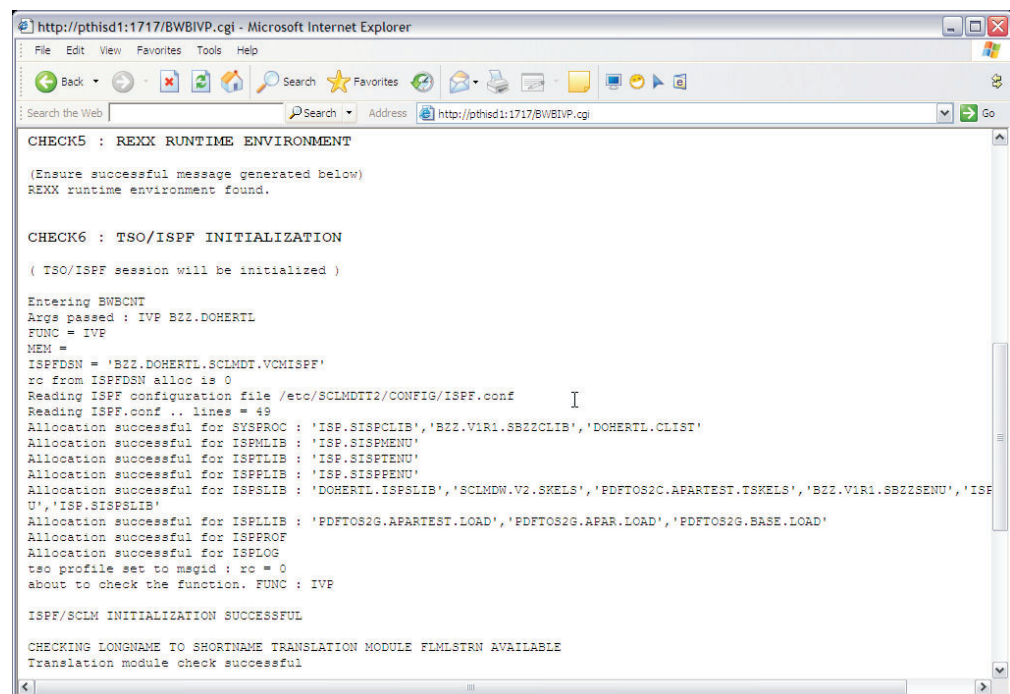 http://pthisd1:1717/BWBIVP.cgi - Microsoft Internet Explorer
File Edit View Favorites Tools Help
Back Search Favorites
Search the Web Search Address http://pthisd1:1717/BWBIVP.cgi Go
CHECK5 : REXX RUNTIME ENVIRONMENT
(Ensure successful message generated below)
REXX runtime environment found.
CHECK6 : TSO/ISPF INITIALIZATION
( TSO/ISPF session will be initialized )
Entering BWBCNT
Args passed : IVP BZZ.DOHERTL
FUNC = IVP
MEM =
ISPFDSN = 'BZZ.DOHERTL.SCLMDT.VCMISPF'
rc from ISPFDSN alloc is 0
Reading ISPF configuration file /etc/SCLMDTT2/CONFIG/ISPF.conf
Reading ISPF.conf .. lines = 49
Allocation successful for SYSPROC : 'ISP.SISPCLIB','BZZ.V1R1.SBZZCLIB','DOHERTL.CLIST'
Allocation successful for ISPMLIB : 'ISP.SISPMENU'
Allocation successful for ISPTLIB : 'ISP.SISPTENU'
Allocation successful for ISPPLIB : 'ISP.SISPPENU'
Allocation successful for ISPSLIB : 'DOHERTL.ISPSLIB','SCLMDW.V2.SKELS','PDFTOS2C.APARTEST.TSKELS','BZZ.V1R1.SBZZSENU','ISP
U','ISP.SISPSLIB'
Allocation successful for ISPLLIB : 'PDFTOS2G.APARTEST.LOAD','PDFTOS2G.APAR.LOAD','PDFTOS2G.BASE.LOAD'
Allocation successful for ISPPROF
Allocation successful for ISPLOG
tso profile set to msgid : rc = 0
about to check the function. FUNC : IVP
ISPF/SCLM INITIALIZATION SUCCESSFUL
CHECKING LONGNAME TO SHORTNAME TRANSLATION MODULE FLMLSTRN AVAILABLE
Translation module check successful